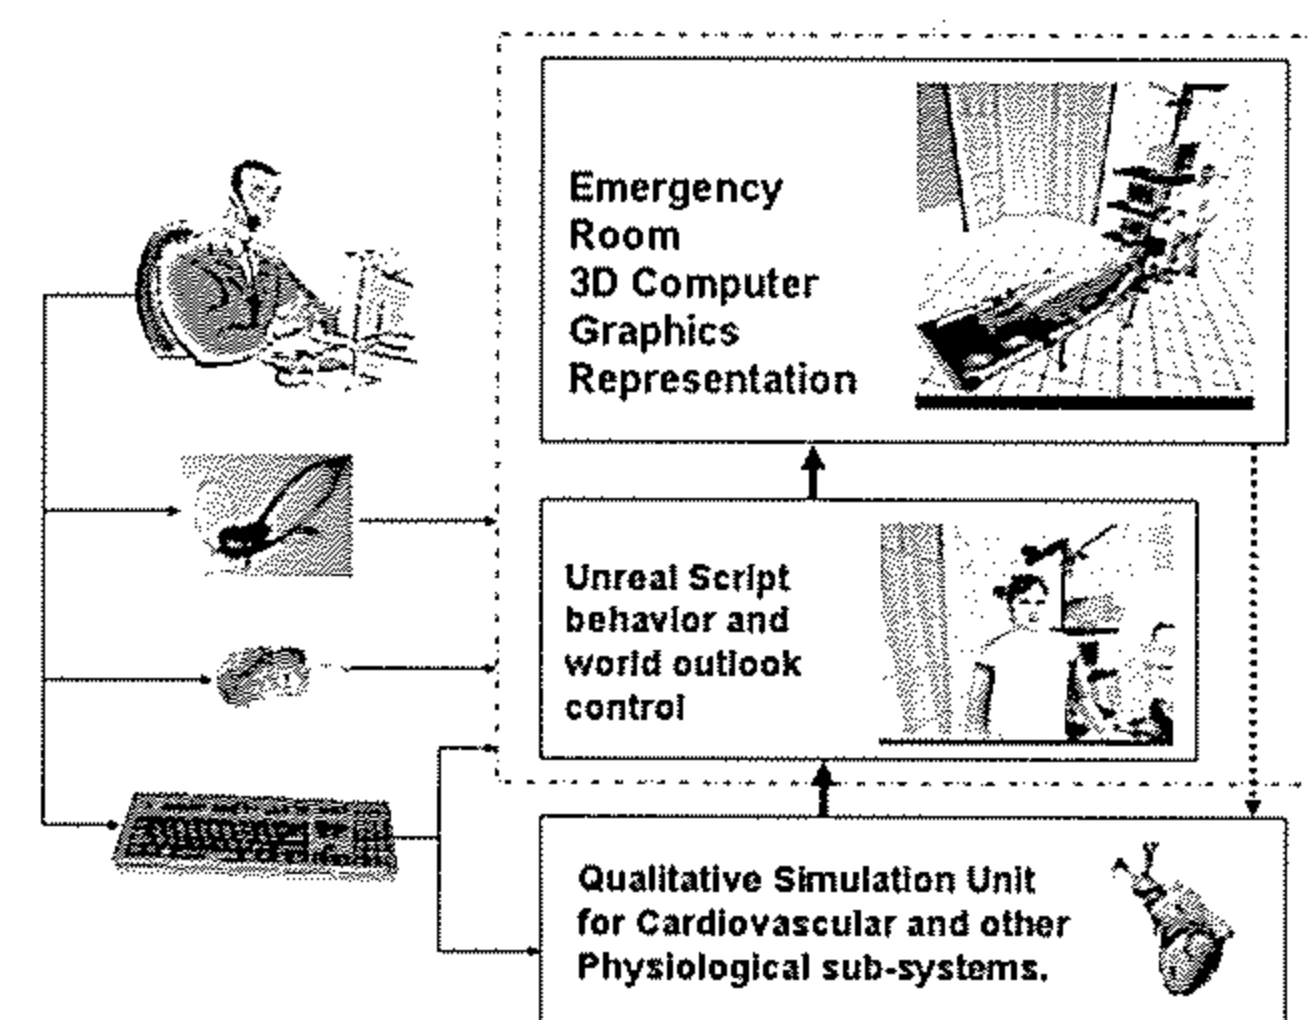 Emergency
Room
3D Computer
Graphics
Representation
Unreal Script
behavior and
world outlook
control
Qualitative Simulation Unit
for Cardiovascular and other
Physiological sub-systems.